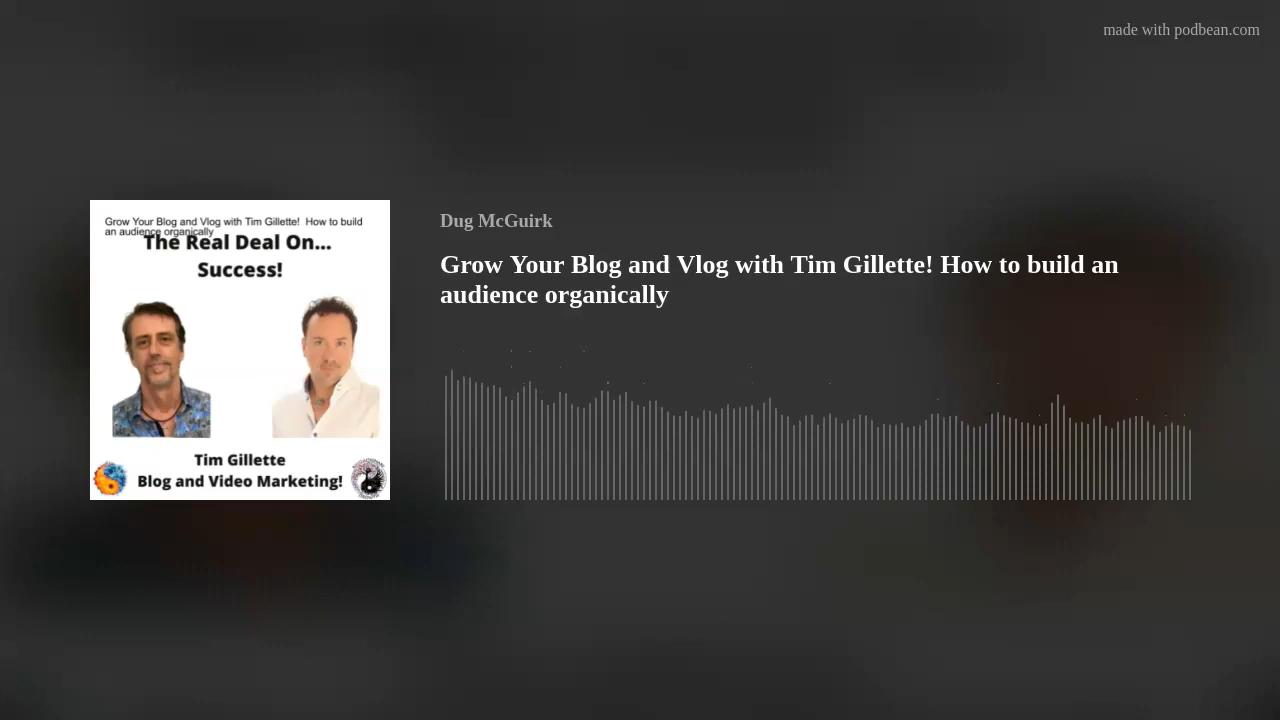 made with podbean.com
Grow Your Blog and Vlog with Tim Gillette!  How to build
an audience organically
The Real Deal On...
Success!
Tim Gillette
Blog and Video Marketing!
Dug McGuirk
Grow Your Blog and Vlog with Tim Gillette! How to build an
audience organically